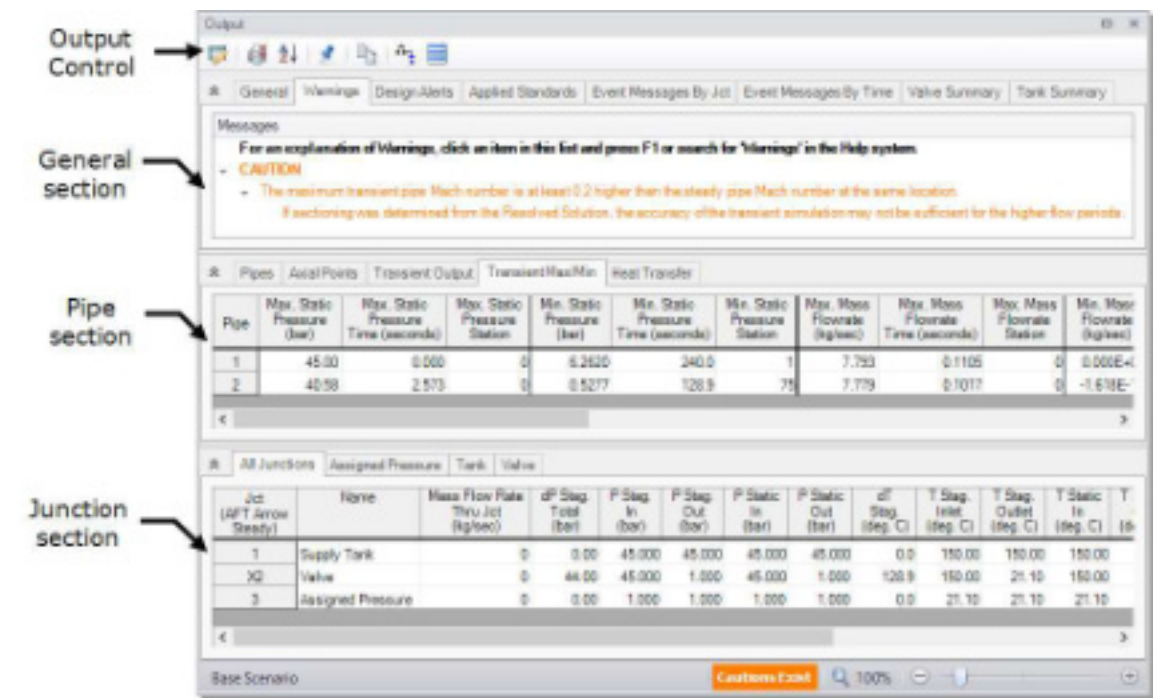 Output
Control
General
section
Pipe
section
Junction
section
Output
General Warnings Design Alerts Applied Standards Event Messages By Jct Event Messages By Time Valve Summary Tank Summary
Messages
For an explanation of Warnings, click an item in this list and press F1 or search for 'Warnings' in the Help system.
CAUTION
The maximum transient pipe Mach number is at least 0.2 higher than the steady pipe Mach number at the same location.
If sectioning was determined from the Resolved Solution, the accuracy of the transient simulation may not be sufficient for the higher flow periods.
Pipes Axial Points Transient Output Transient Max/Min Heat Transfer
Pipe Max. Static Pressure (bar) Max. Static Pressure Time (seconds) Max. Static Pressure Station Min. Static Pressure (bar) Min. Static Pressure Time (seconds) Min. Static Pressure Station Max. Mass Flowrate (kg/sec) Max. Mass Flowrate Time (seconds) Max. Mass Flowrate Station Min. Mass Flowrate (kg/sec)
1 45.00 0.000 0 240.0 1 7.793 0.1105 0
2 40.98 2.573 0 0.5277 128.9 75 7.779 0.1017 0
All Junctions Assigned Pressure Tank Valve
Jct (AFT Arrow Steady) Name Mass Flow Rate Thru Jct (kg/sec) dP Stag. Total (bar) P Stag. In (bar) P Stag. Out (bar) P Static In (bar) P Static Out (bar) dT Stag. (deg. C) T Stag. Inlet (deg. C) T Stag. Outlet (deg. C) T Static In (deg. C) T
1 Supply Tank 0 0.00 45.000 45.000 45.000 45.000 0.0 150.00 150.00 150.00
X2 Valve 0 44.00 45.000 1.000 45.000 1.000 128.9 150.00 21.10 150.00
3 Assigned Pressure 0 0.00 1.000 1.000 1.000 1.000 0.0 21.10 21.10 21.10
Base Scenario Cautions Exist 100%